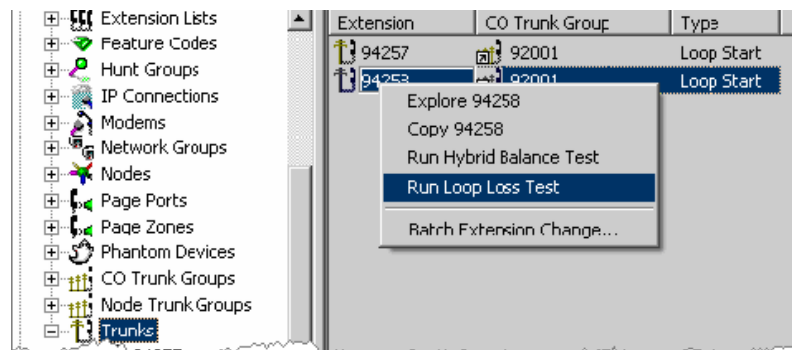 Extension Lists
Feature Codes
Hunt Groups
IP Connections
Modems
Network Groups
Nodes
Page Ports
Page Zones
Phantom Devices
CO Trunk Groups
Node Trunk Groups
Trunks
Extension CO Trunk Group Type
94257 92001 Loop Start
94258 92001 Loop Start
Explore 94258
Copy 94258
Run Hybrid Balance Test
Run Loop Loss Test
Batch Extension Change...